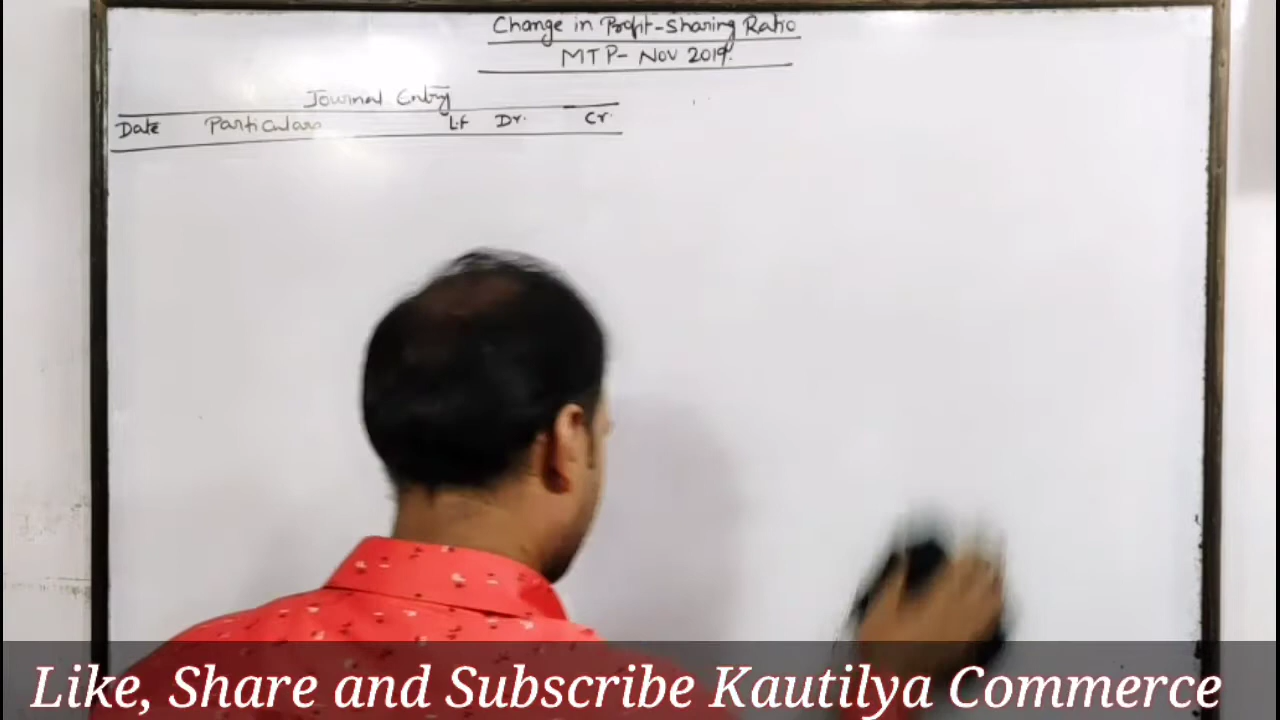 Change in Profit-Sharing Ratio
MTP- Nov 2019.
Journal Entry
Date Particulars L.f Dr. Cr.
Like, Share and Subscribe Kautilya Commerce